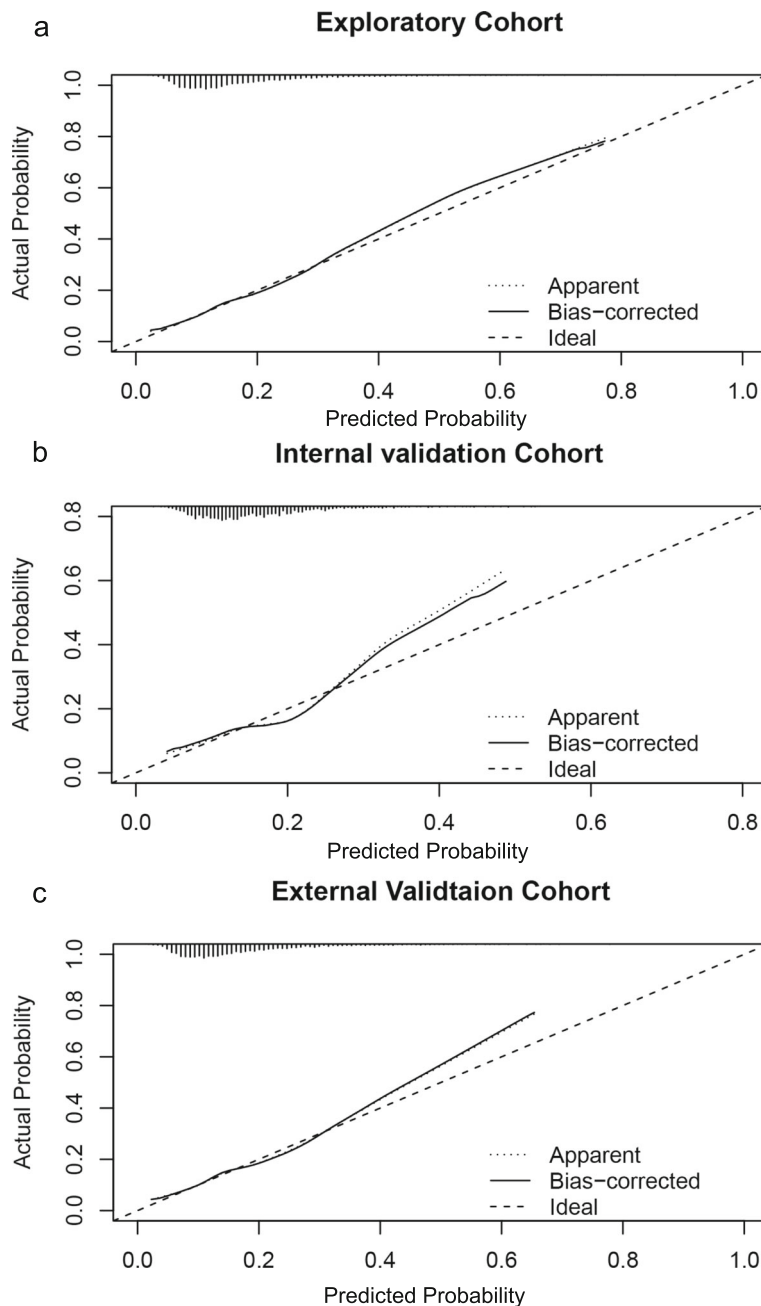 a
Exploratory Cohort
1.0
0.8
0.6
0.4
0.2
0.0
Actual Probability
Apparent
Bias-corrected
Ideal
0.0 0.2 0.4 0.6 0.8 1.0
Predicted Probability
b
Internal validation Cohort
0.8
0.6
0.4
0.2
0.0
Actual Probability
Apparent
Bias-corrected
Ideal
0.0 0.2 0.4 0.6 0.8
Predicted Probability
c
External Validtaion Cohort
1.0
0.8
0.6
0.4
0.2
0.0
Actual Probability
Apparent
Bias-corrected
Ideal
0.0 0.2 0.4 0.6 0.8 1.0
Predicted Probability